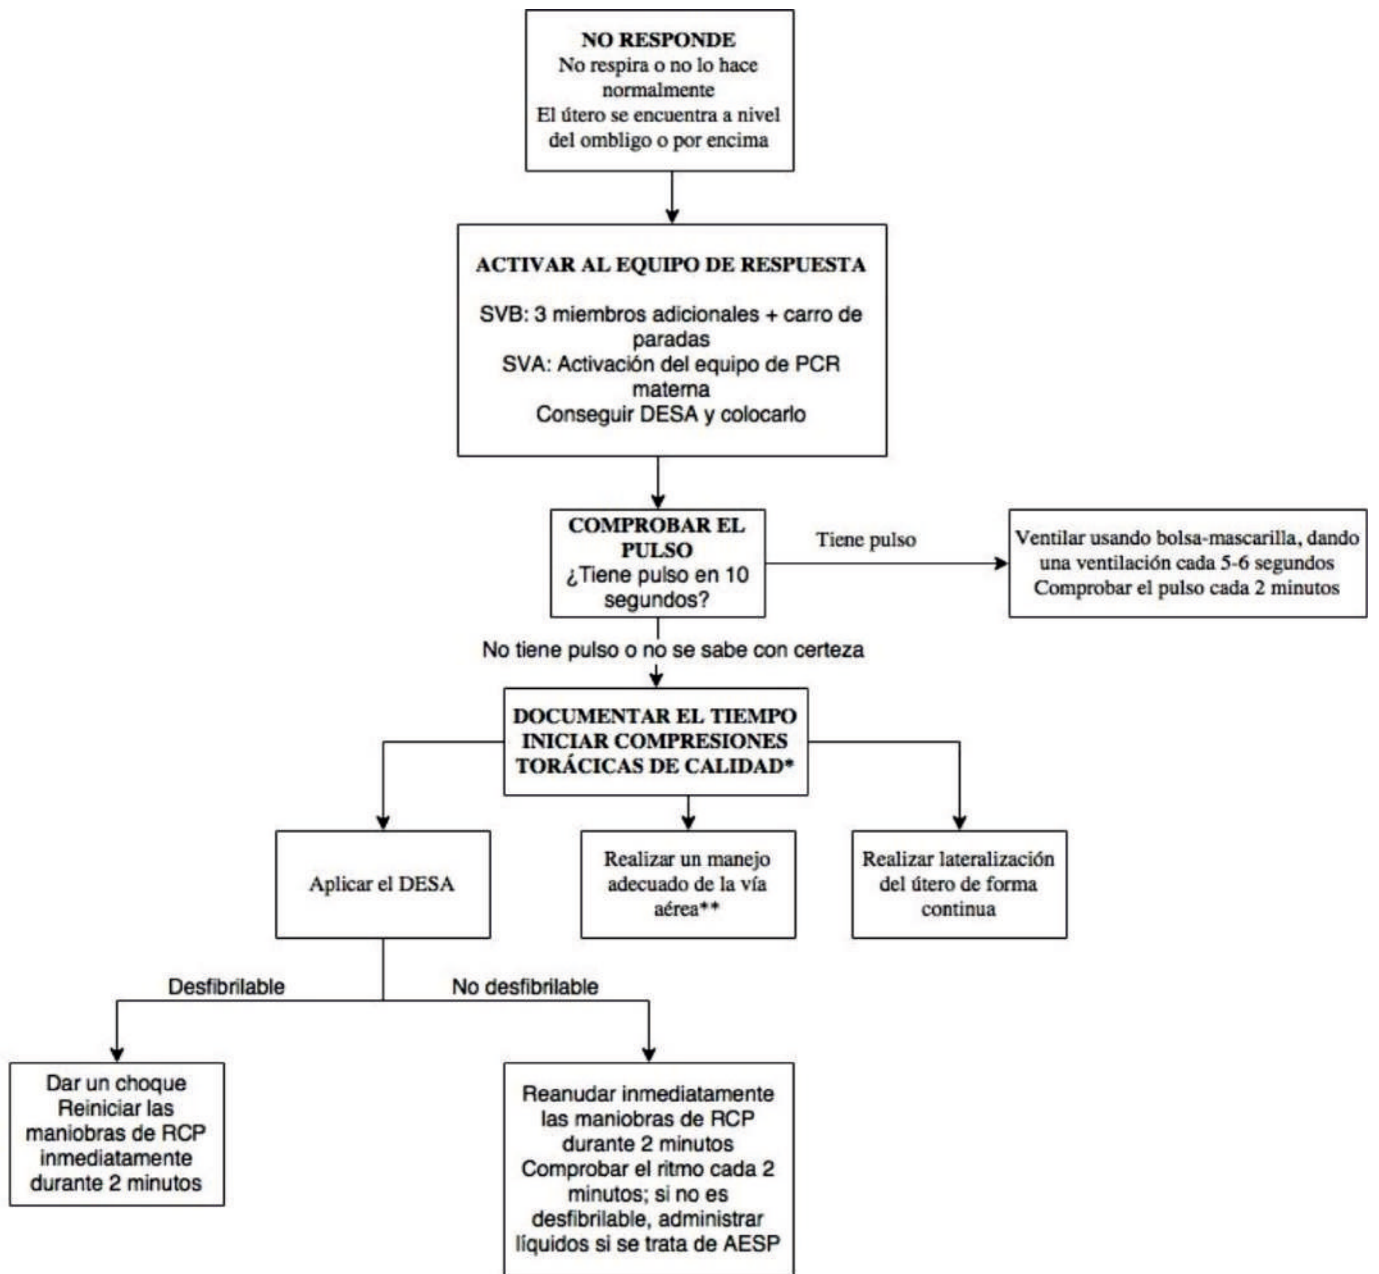 NO RESPONDE
No respira o no lo hace
normalmente
El útero se encuentra a nivel
del ombligo o por encima
ACTIVAR AL EQUIPO DE RESPUESTA
SVB: 3 miembros adicionales + carro de
paradas
SVA: Activación del equipo de PCR
materna
Conseguir DESA y colocarlo
COMPROBAR EL
PULSO
¿Tiene pulso en 10
segundos?
Tiene pulso
Ventilar usando bolsa-mascarilla, dando
una ventilación cada 5-6 segundos
Comprobar el pulso cada 2 minutos
No tiene pulso o no se sabe con certeza
DOCUMENTAR EL TIEMPO
INICIAR COMPRESIONES
TORÁCICAS DE CALIDAD*
Aplicar el DESA
Realizar un manejo
adecuado de la vía
aérea**
Realizar lateralización
del útero de forma
continua
Desfibrilable
No desfibrilable
Dar un choque
Reiniciar las
maniobras de RCP
inmediatamente
durante 2 minutos
Reanudar inmediatamente
las maniobras de RCP
durante 2 minutos
Comprobar el ritmo cada 2
minutos; si no es
desfibrilable, administrar
líquidos si se trata de AESP